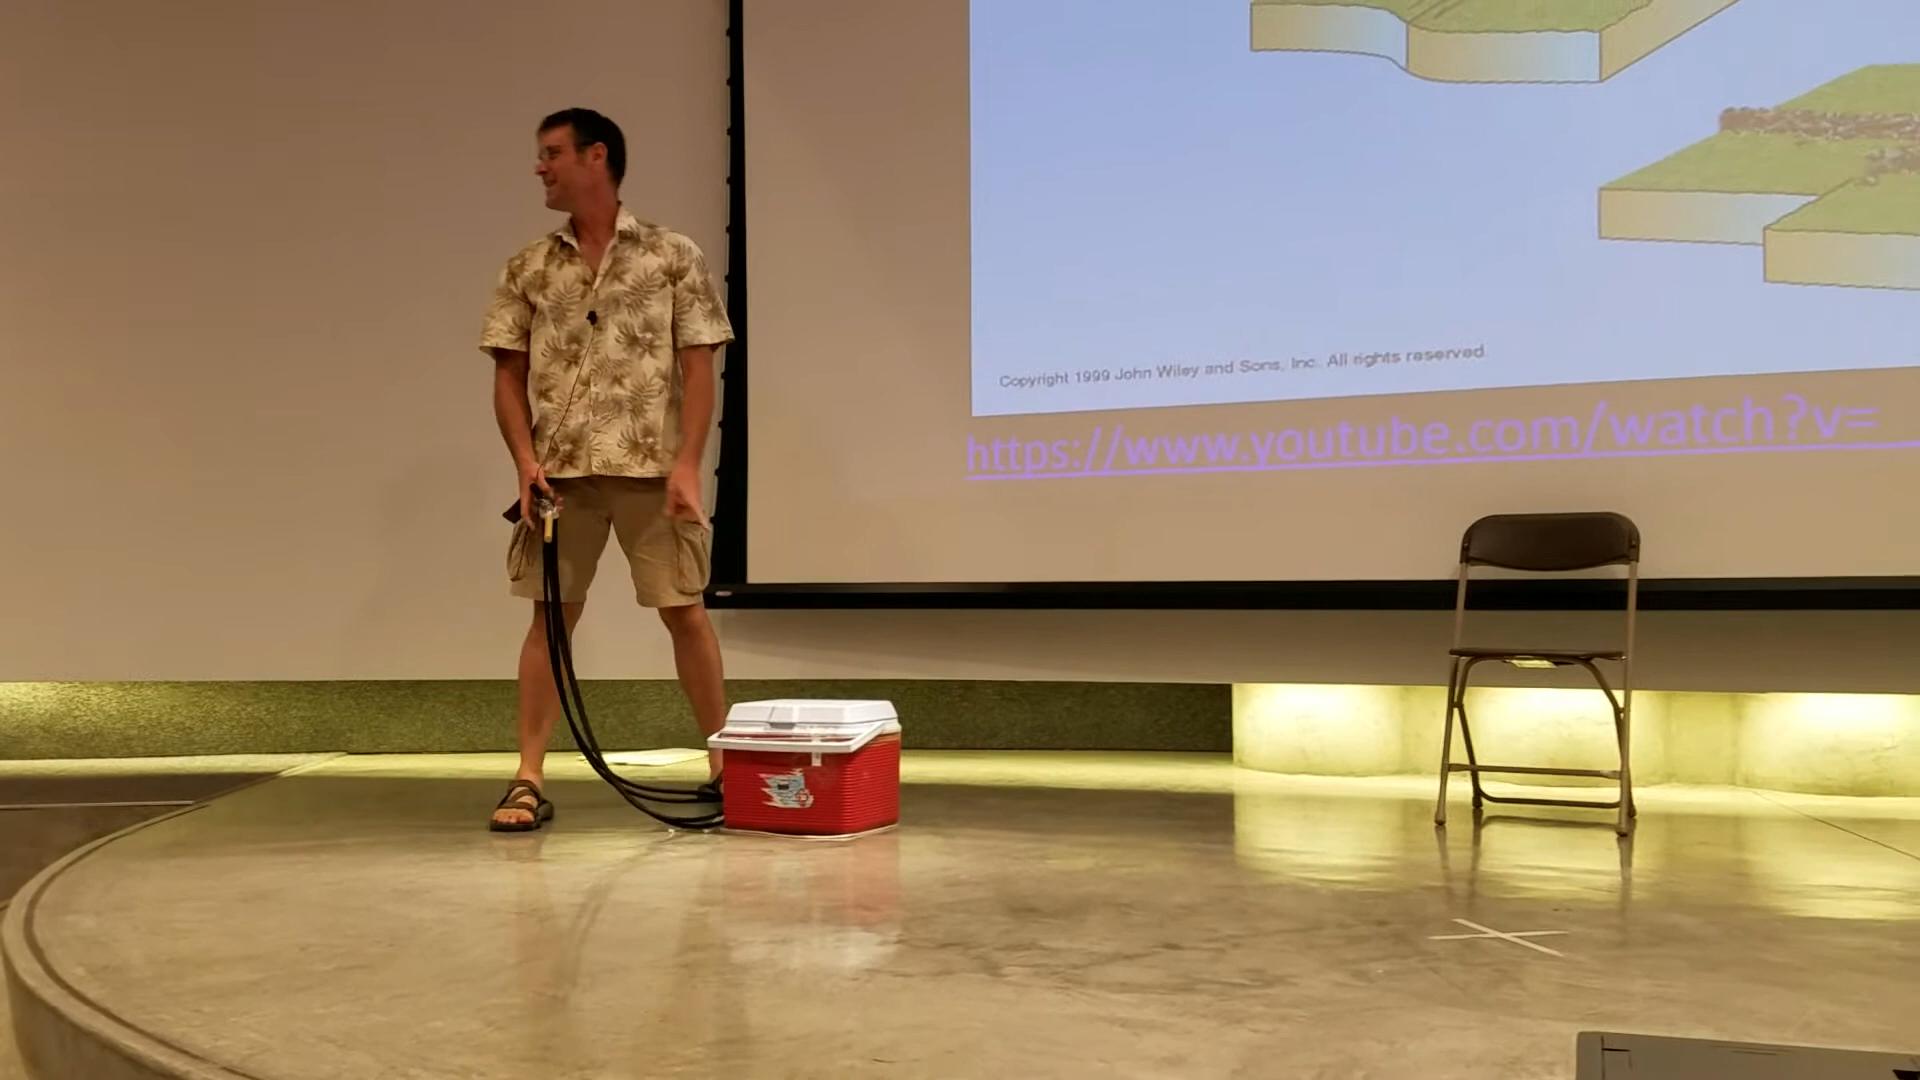 Copyright 1999 John Wiley and Sons, Inc. All rights reserved.
https://www.youtube.com/watch?v=